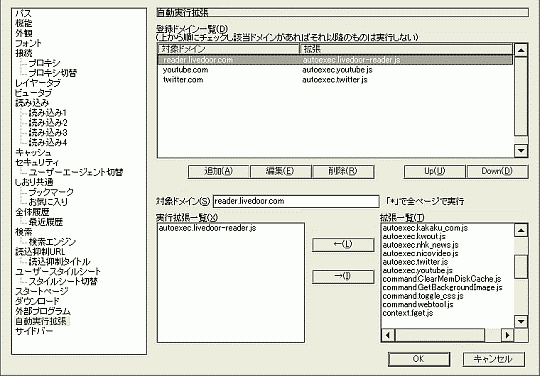 パス
機能
外観
フォント
接続
プロキシ
プロキシ切替
レイヤータブ
ビュータブ
読み込み
読み込み1
読み込み2
読み込み3
読み込み4
キャッシュ
セキュリティ
ユーザーエージェント切替
しおり共通
ブックマーク
お気に入り
全体履歴
最近履歴
検索
検索エンジン
読込抑制URL
読込抑制タイトル
ユーザースタイルシート
スタイルシート切替
スタートページ
ダウンロード
外部プログラム
自動実行拡張
サイドバー
自動実行拡張
登録ドメイン一覧(D)
(上から順にチェックし該当ドメインがあればそれ以降のものは実行しない)
対象ドメイン 拡張
reader.livedoor.com autoexec.livedoor-reader.js
youtube.com autoexec.youtube.js
twitter.com autoexec.twitter.js
追加(A) 編集(E) 削除(R) Up(U) Down(D)
対象ドメイン(S) reader.livedoor.com 「*」で全ページで実行
実行拡張一覧(X)
autoexec.livedoor-reader.js
←(L)
→(I)
拡張一覧(T)
autoexec.kakaku_com.js
autoexec.kwout.js
autoexec.nhk_news.js
autoexec.nicovideo.js
autoexec.twitter.js
autoexec.youtube.js
command.ClearMemDiskCache.js
command.GetBackgroundImage.js
command.toggle_css.js
command.webtool.js
context.Iget.js
OK キャンセル